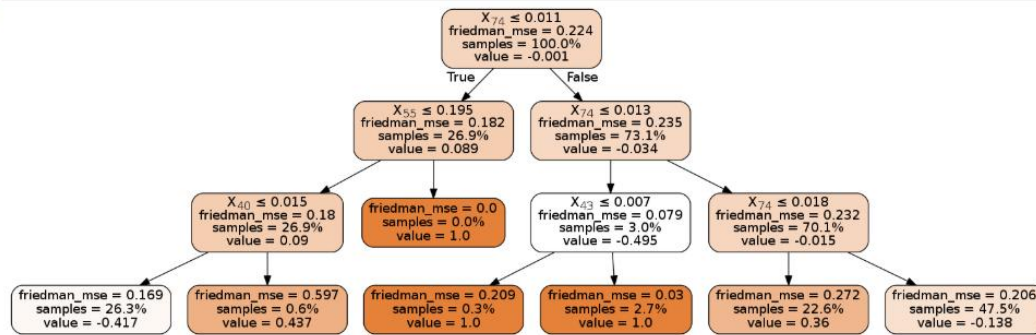 X74 ≤ 0.011
friedman_mse = 0.224
samples = 100.0%
value = -0.001
True
False
X55 ≤ 0.195
friedman_mse = 0.182
samples = 26.9%
value = 0.089
X74 ≤ 0.013
friedman_mse = 0.235
samples = 73.1%
value = -0.034
X40 ≤ 0.015
friedman_mse = 0.18
samples = 26.9%
value = 0.09
friedman_mse = 0.0
samples = 0.0%
value = 1.0
X43 ≤ 0.007
friedman_mse = 0.079
samples = 3.0%
value = -0.495
X74 ≤ 0.018
friedman_mse = 0.232
samples = 70.1%
value = -0.015
friedman_mse = 0.169
samples = 26.3%
value = -0.417
friedman_mse = 0.597
samples = 0.6%
value = 0.437
friedman_mse = 0.209
samples = 0.3%
value = 1.0
friedman_mse = 0.03
samples = 2.7%
value = 1.0
friedman_mse = 0.272
samples = 22.6%
value = 0.36
friedman_mse = 0.206
samples = 47.5%
value = -0.138